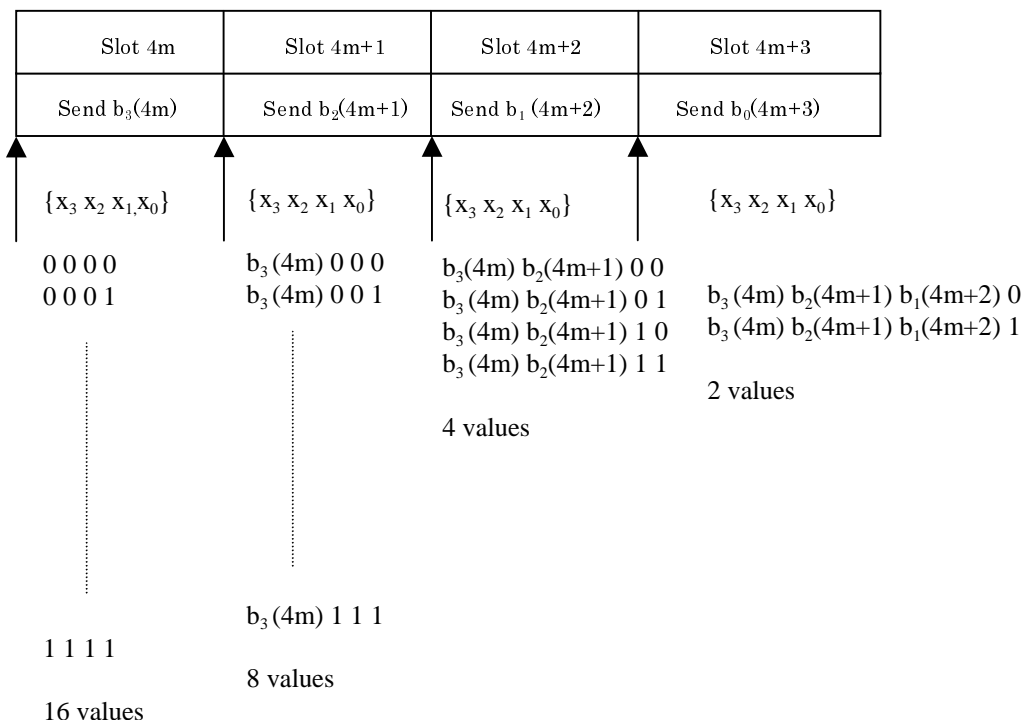 Slot 4m Slot 4m+1 Slot 4m+2 Slot 4m+3
Send b₃(4m) Send b₂(4m+1) Send b₁ (4m+2) Send b₀(4m+3)
{x₃ x₂ x₁,x₀} {x₃ x₂ x₁ x₀} {x₃ x₂ x₁ x₀} {x₃ x₂ x₁ x₀}
0 0 0 0
0 0 0 1
1 1 1 1
16 values
b₃(4m) 0 0 0
b₃(4m) 0 0 1
b₃(4m) 1 1 1
8 values
b₃(4m) b₂(4m+1) 0 0
b₃(4m) b₂(4m+1) 0 1
b₃(4m) b₂(4m+1) 1 0
b₃(4m) b₂(4m+1) 1 1
4 values
b₃(4m) b₂(4m+1) b₁(4m+2) 0
b₃(4m) b₂(4m+1) b₁(4m+2) 1
2 values